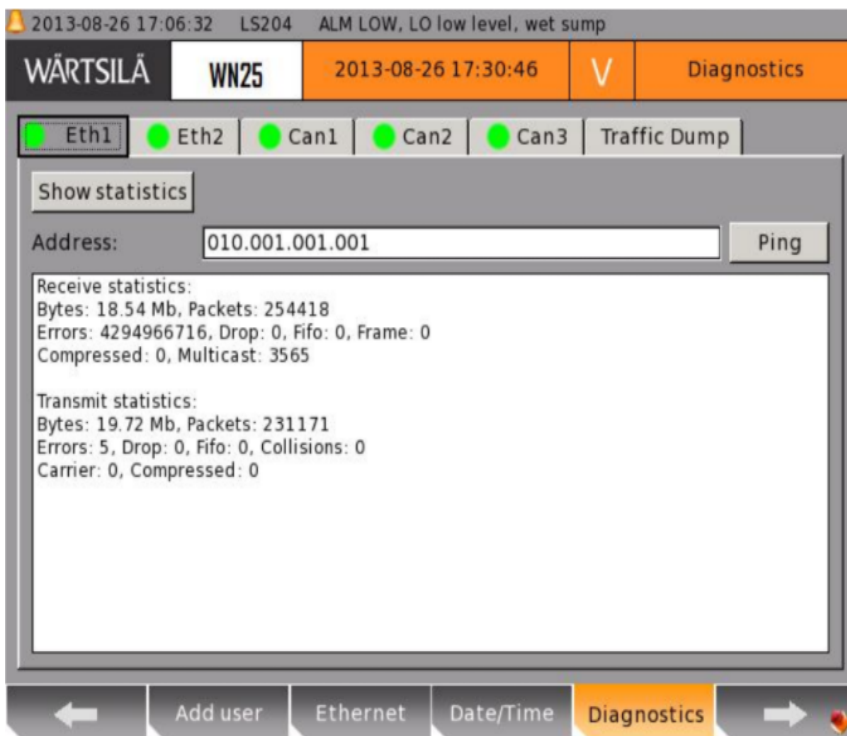 2013-08-26 17:06:32 LS204 ALM LOW, LO low level, wet sump
WÄRTSILÄ WN25 2013-08-26 17:30:46 V Diagnostics
Eth1 Eth2 Can1 Can2 Can3 Traffic Dump
Show statistics
Address: 010.001.001.001 Ping
Receive statistics:
Bytes: 18.54 Mb, Packets: 254418
Errors: 4294966716, Drop: 0, Fifo: 0, Frame: 0
Compressed: 0, Multicast: 3565
Transmit statistics:
Bytes: 19.72 Mb, Packets: 231171
Errors: 5, Drop: 0, Fifo: 0, Collisions: 0
Carrier: 0, Compressed: 0
Add user Ethernet Date/Time Diagnostics